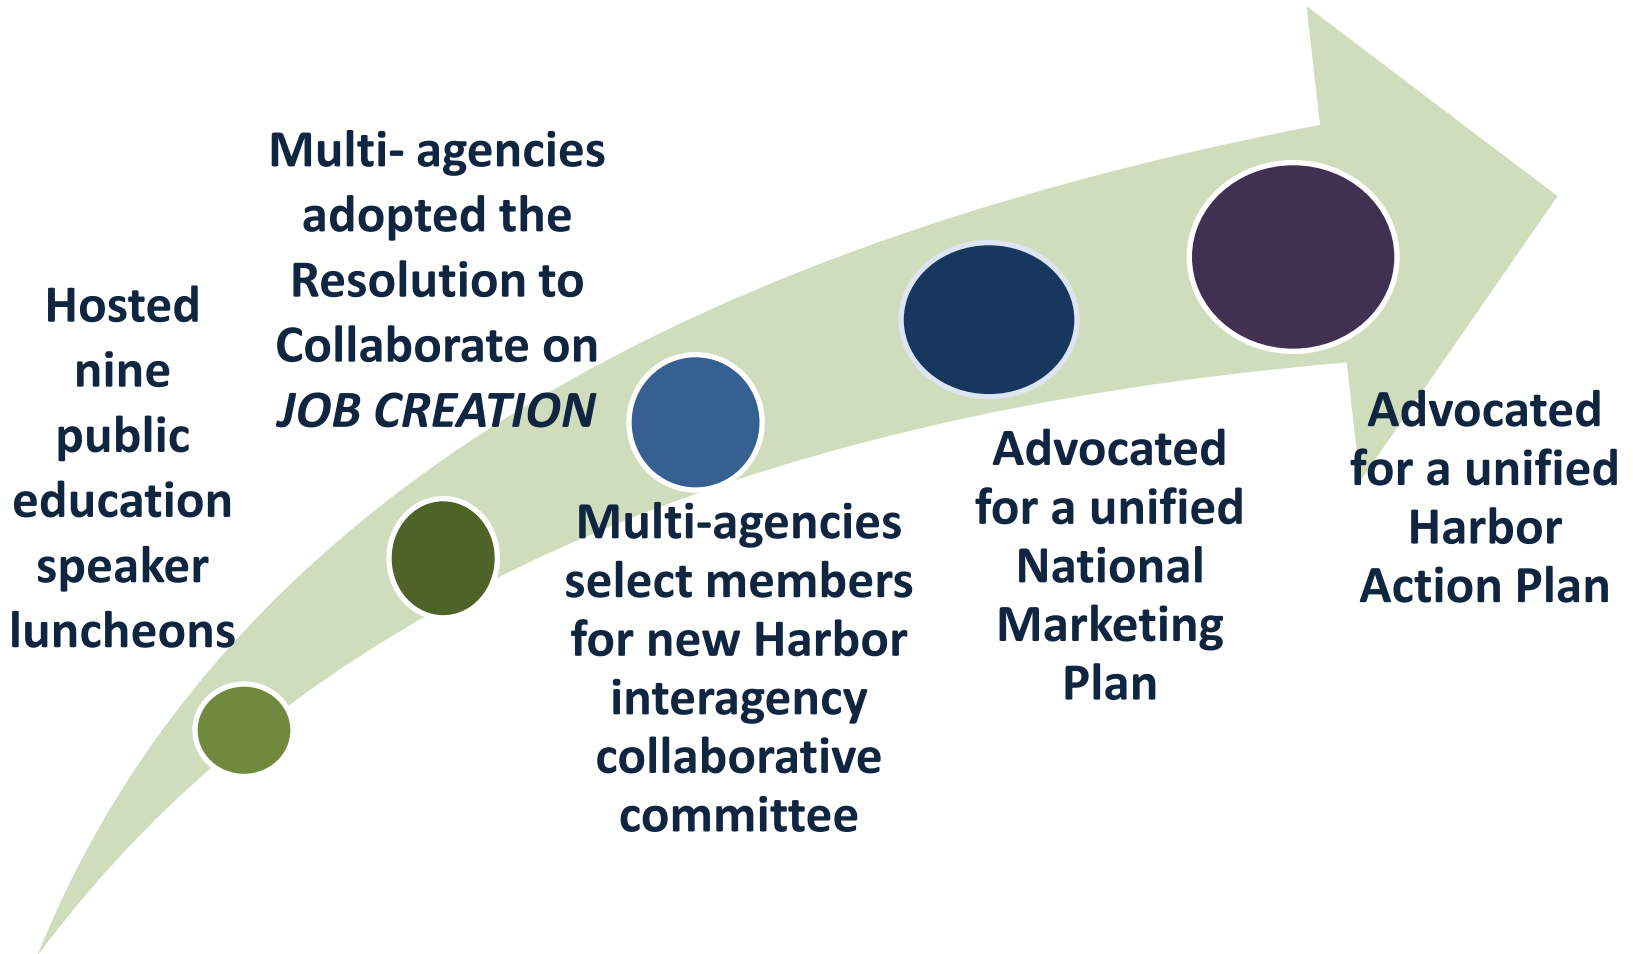 Hosted
nine
public
education
speaker
luncheons
Multi- agencies
adopted the
Resolution to
Collaborate on
JOB CREATION
Multi-agencies
select members
for new Harbor
interagency
collaborative
committee
Advocated
for a unified
National
Marketing
Plan
Advocated
for a unified
Harbor
Action Plan